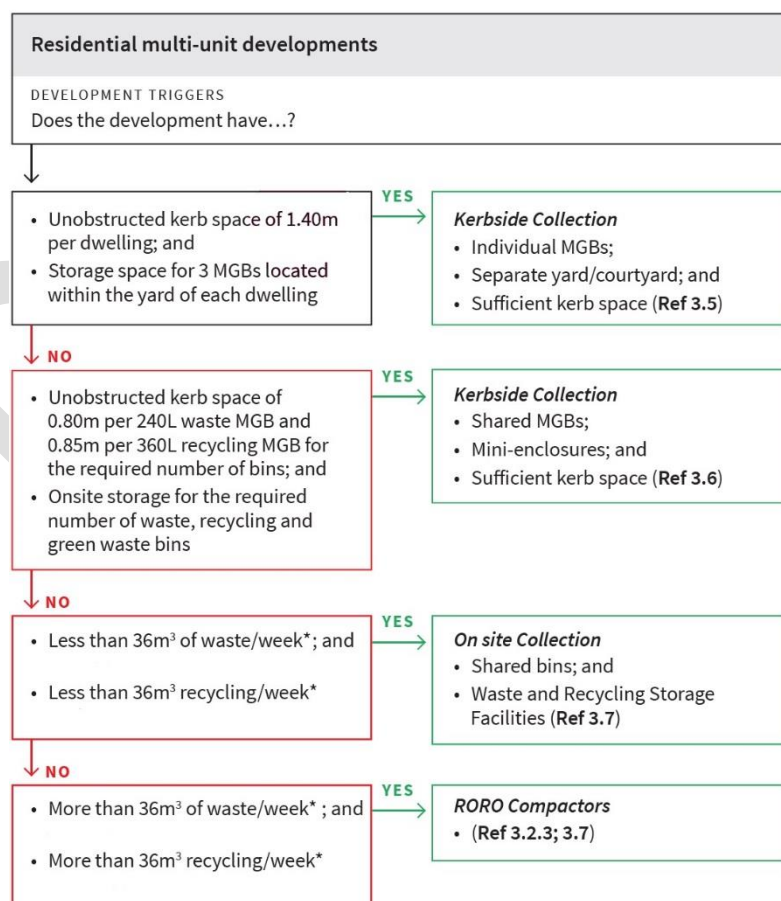 Residential multi-unit developments
DEVELOPMENT TRIGGERS
Does the development have…?
YES
• Unobstructed kerb space of 1.40m
per dwelling; and
• Storage space for 3 MGBs located
within the yard of each dwelling
Kerbside Collection
• Individual MGBs;
• Separate yard/courtyard; and
• Sufficient kerb space (Ref 3.5)
NO
YES
• Unobstructed kerb space of
0.80m per 240L waste MGB and
0.85m per 360L recycling MGB for
the required number of bins; and
• Onsite storage for the required
number of waste, recycling and
green waste bins
Kerbside Collection
• Shared MGBs;
• Mini-enclosures; and
• Sufficient kerb space (Ref 3.6)
NO
YES
• Less than 36m³ of waste/week*; and
• Less than 36m³ recycling/week*
On site Collection
• Shared bins; and
• Waste and Recycling Storage
Facilities (Ref 3.7)
NO
YES
• More than 36m³ of waste/week* ; and
• More than 36m³ recycling/week*
RORO Compactors
• (Ref 3.2.3; 3.7)